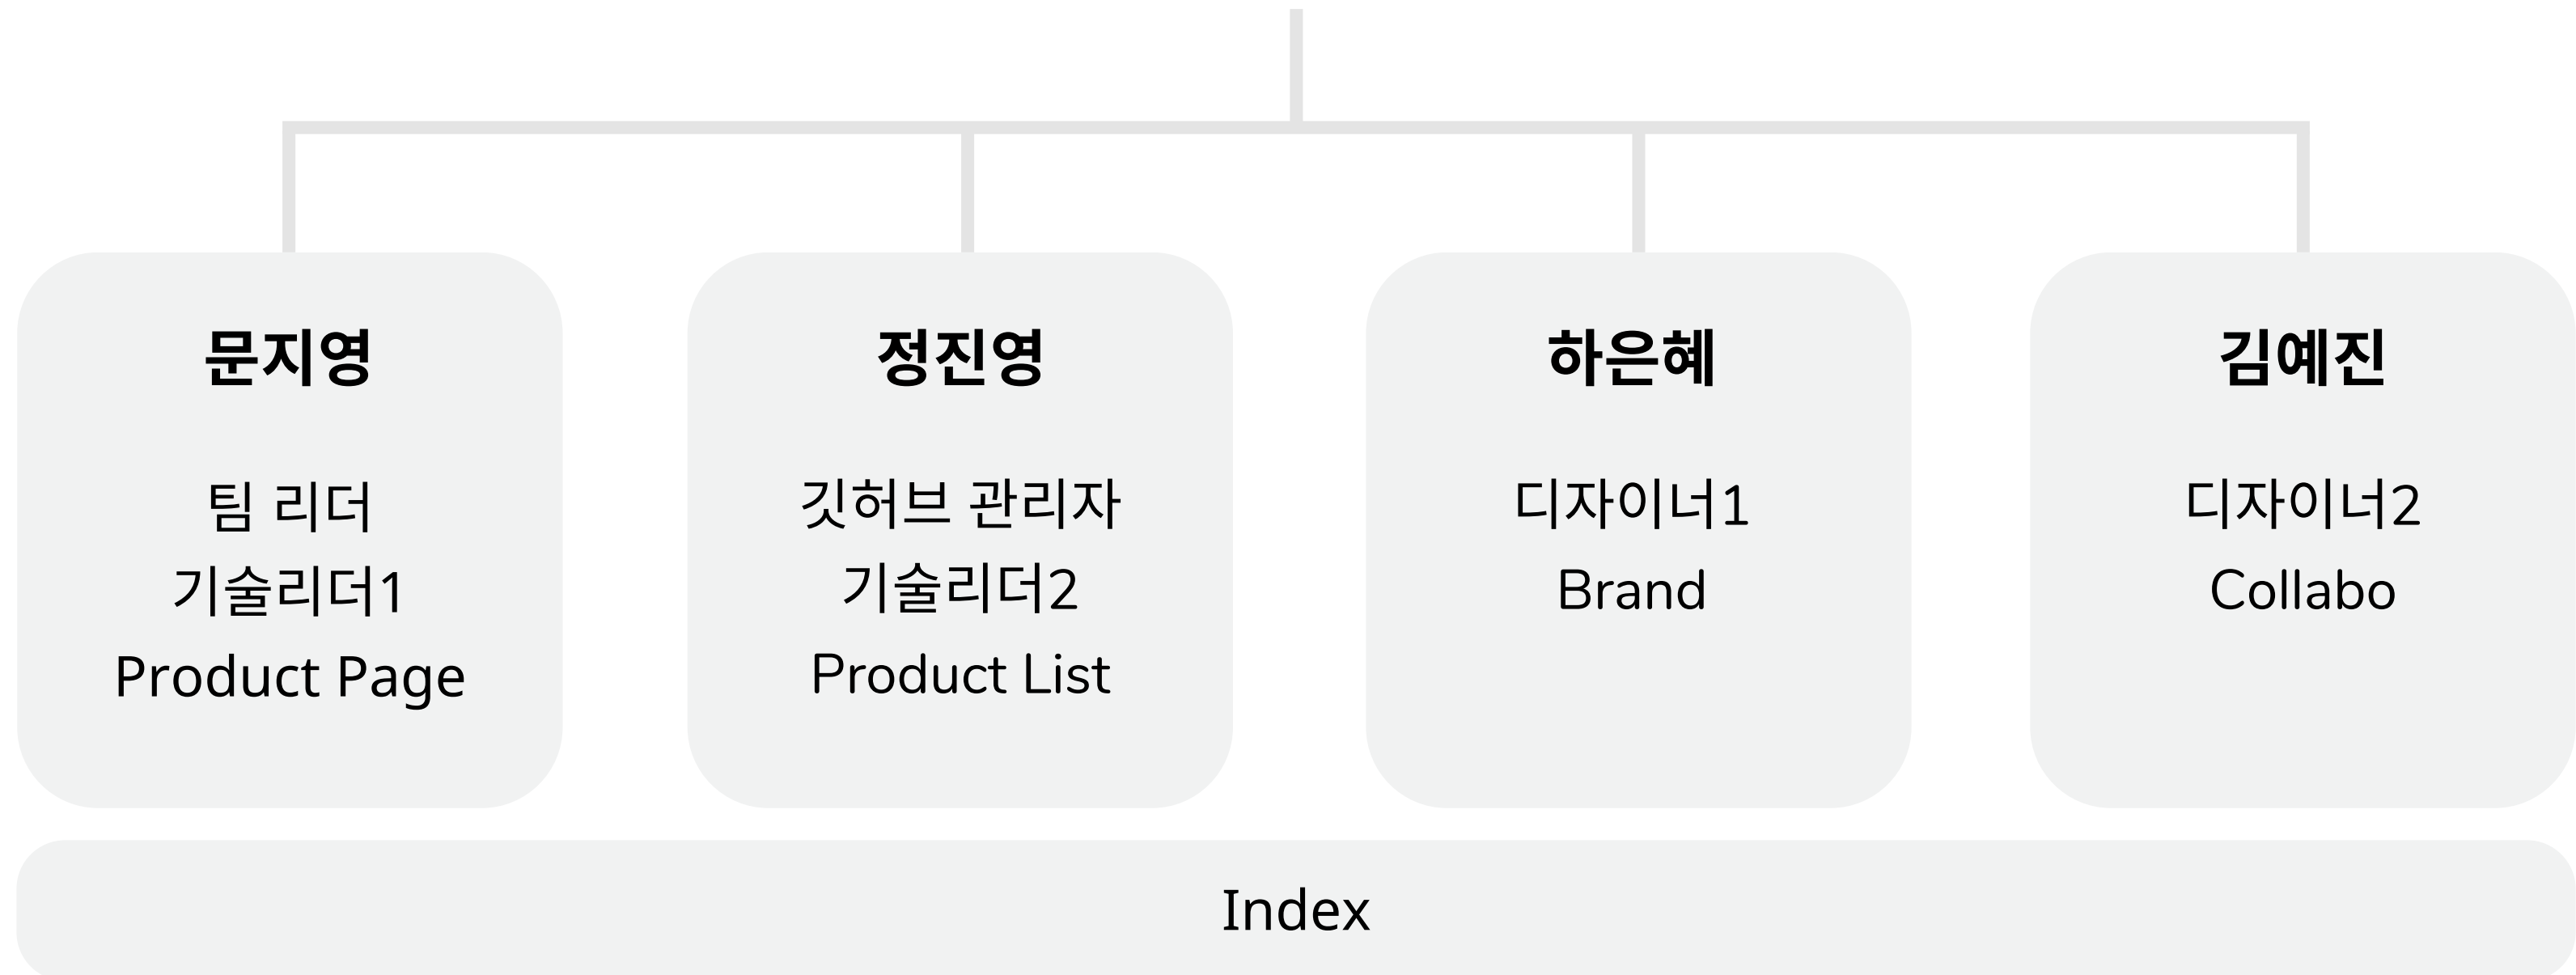 문지영
팀 리더
기술리더1
Product Page
정진영
깃허브 관리자
기술리더2
Product List
하은혜
디자이너1
Brand
김예진
디자이너2
Collabo
Index